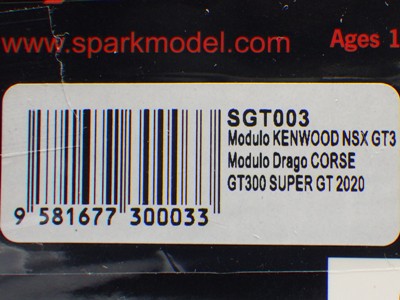 www.sparkmodel.com
Ages 1
SGT003
Modulo KENWOOD NSX GT3
Modulo Drago CORSE
GT300 SUPER GT 2020
9 581677 300033